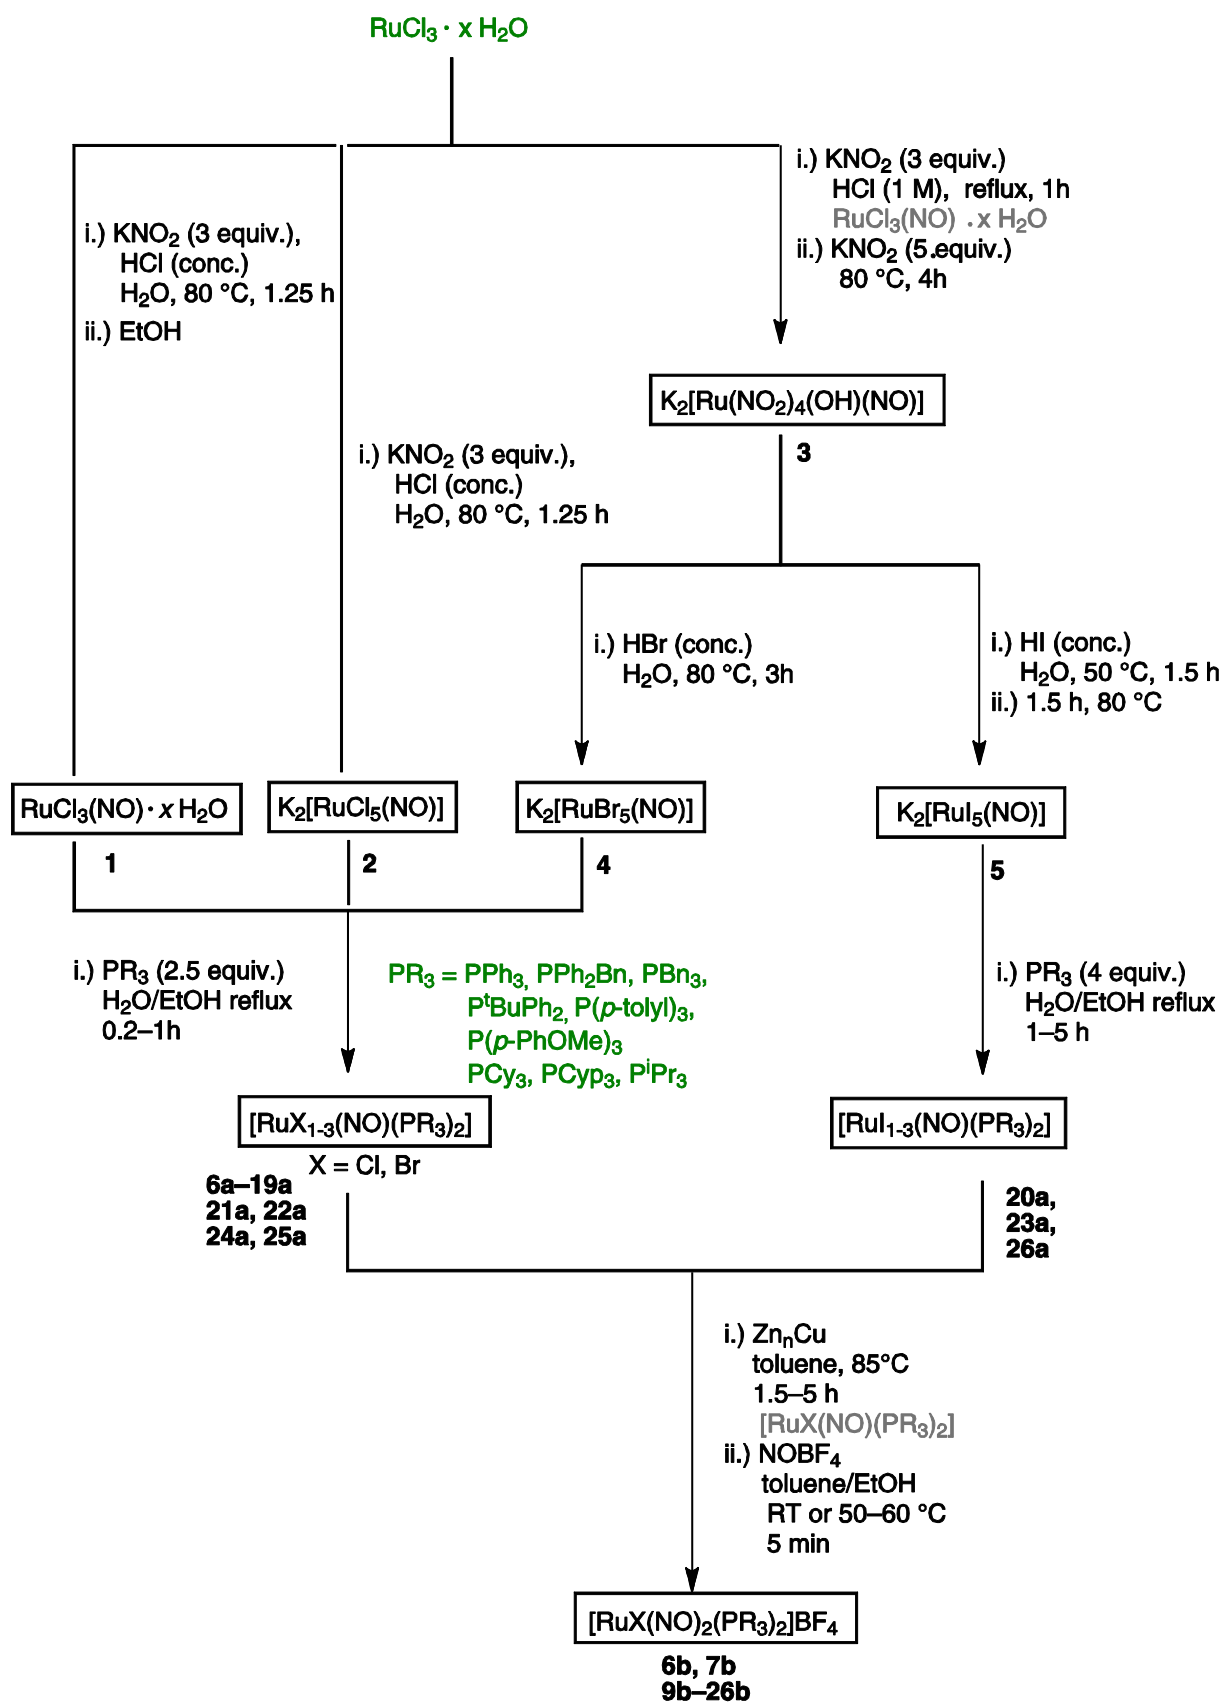 RuCl₃ · x H₂O
i.) KNO₂ (3 equiv.)
HCl (1 M), reflux, 1h
RuCl₃(NO) · x H₂O
ii.) KNO₂ (5.equiv.)
80 °C, 4h
i.) KNO₂ (3 equiv.),
HCl (conc.)
H₂O, 80 °C, 1.25 h
ii.) EtOH
K₂[Ru(NO₂)₄(OH)(NO)]
3
i.) KNO₂ (3 equiv.),
HCl (conc.)
H₂O, 80 °C, 1.25 h
i.) HBr (conc.)
H₂O, 80 °C, 3h
i.) HI (conc.)
H₂O, 50 °C, 1.5 h
ii.) 1.5 h, 80 °C
RuCl₃(NO) · x H₂O
K₂[RuCl₅(NO)]
K₂[RuBr₅(NO)]
K₂[RuI₅(NO)]
1
2
4
5
i.) PR₃ (2.5 equiv.)
H₂O/EtOH reflux
0.2–1h
PR₃ = PPh₃, PPh₂Bn, PBn₃,
PᵗBuPh₂, P(p-tolyl)₃,
P(p-PhOMe)₃
PCy₃, PCyp₃, PⁱPr₃
i.) PR₃ (4 equiv.)
H₂O/EtOH reflux
1–5 h
[RuX₁₋₃(NO)(PR₃)₂]
X = Cl, Br
6a–19a
21a, 22a
24a, 25a
[RuI₁₋₃(NO)(PR₃)₂]
20a,
23a,
26a
i.) ZnₙCu
toluene, 85°C
1.5–5 h
[RuX(NO)(PR₃)₂]
ii.) NOBF₄
toluene/EtOH
RT or 50–60 °C
5 min
[RuX(NO)₂(PR₃)₂]BF₄
6b, 7b
9b–26b